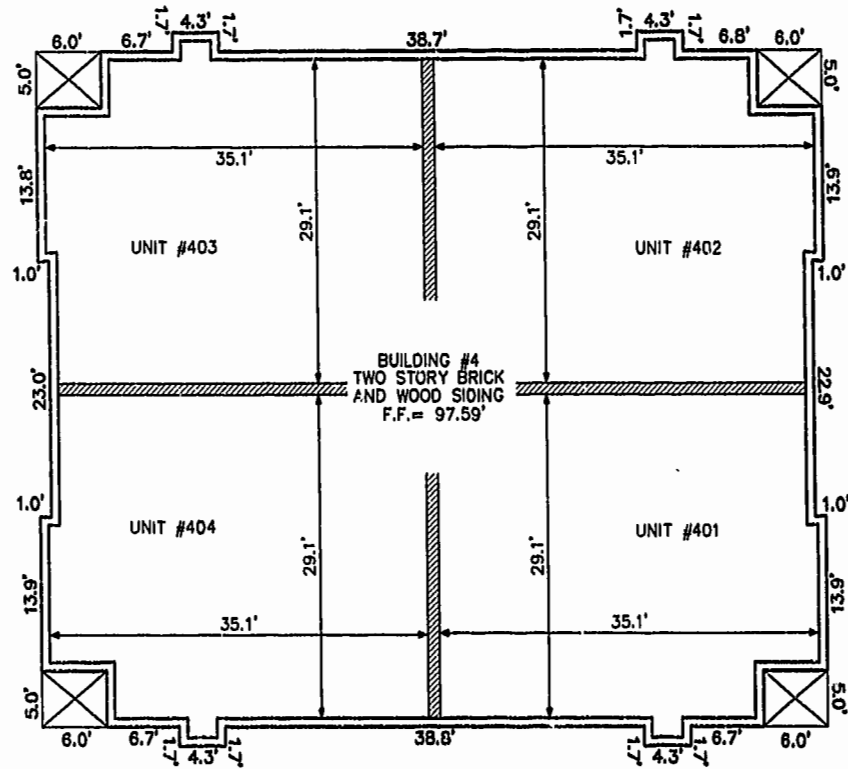 6.0' 6.7' 1.7' 4.3' 1.7' 38.7' 1.7' 4.3' 1.7' 6.8' 6.0'
5.0' 5.0'
35.1' 35.1'
13.8' 29.1' 29.1' 13.9'
UNIT #403 UNIT #402
1.0' 1.0'
BUILDING #4
TWO STORY BRICK
AND WOOD SIDING
F.F.= 97.59'
23.0' 22.9'
1.0' 1.0'
UNIT #404 UNIT #401
13.9' 29.1' 29.1' 13.9'
35.1' 35.1'
5.0' 5.0'
6.0' 6.7' 1.7' 4.3' 1.7' 38.8' 1.7' 4.3' 1.7' 6.7' 6.0'